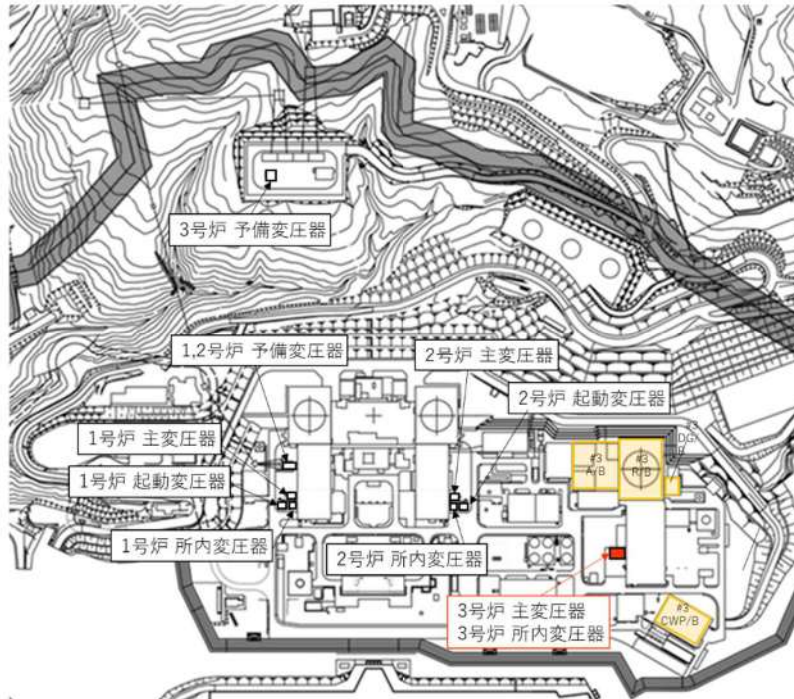 3号炉 予備変圧器
1,2号炉 予備変圧器
2号炉 主変圧器
2号炉 起動変圧器
1号炉 主変圧器
1号炉 起動変圧器
1号炉 所内変圧器
2号炉 所内変圧器
#3
A/B
#3
R/B
DG/
3号炉 主変圧器
3号炉 所内変圧器
#3
CWP/B